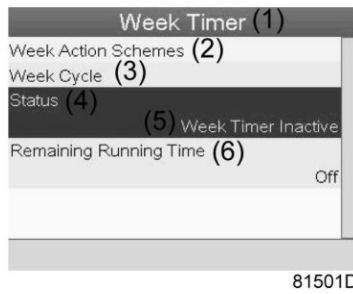 Week Timer (1)
Week Action Schemes (2)
Week Cycle (3)
Status (4)
(5) Week Timer Inactive
Remaining Running Time (6)
Off
81501D